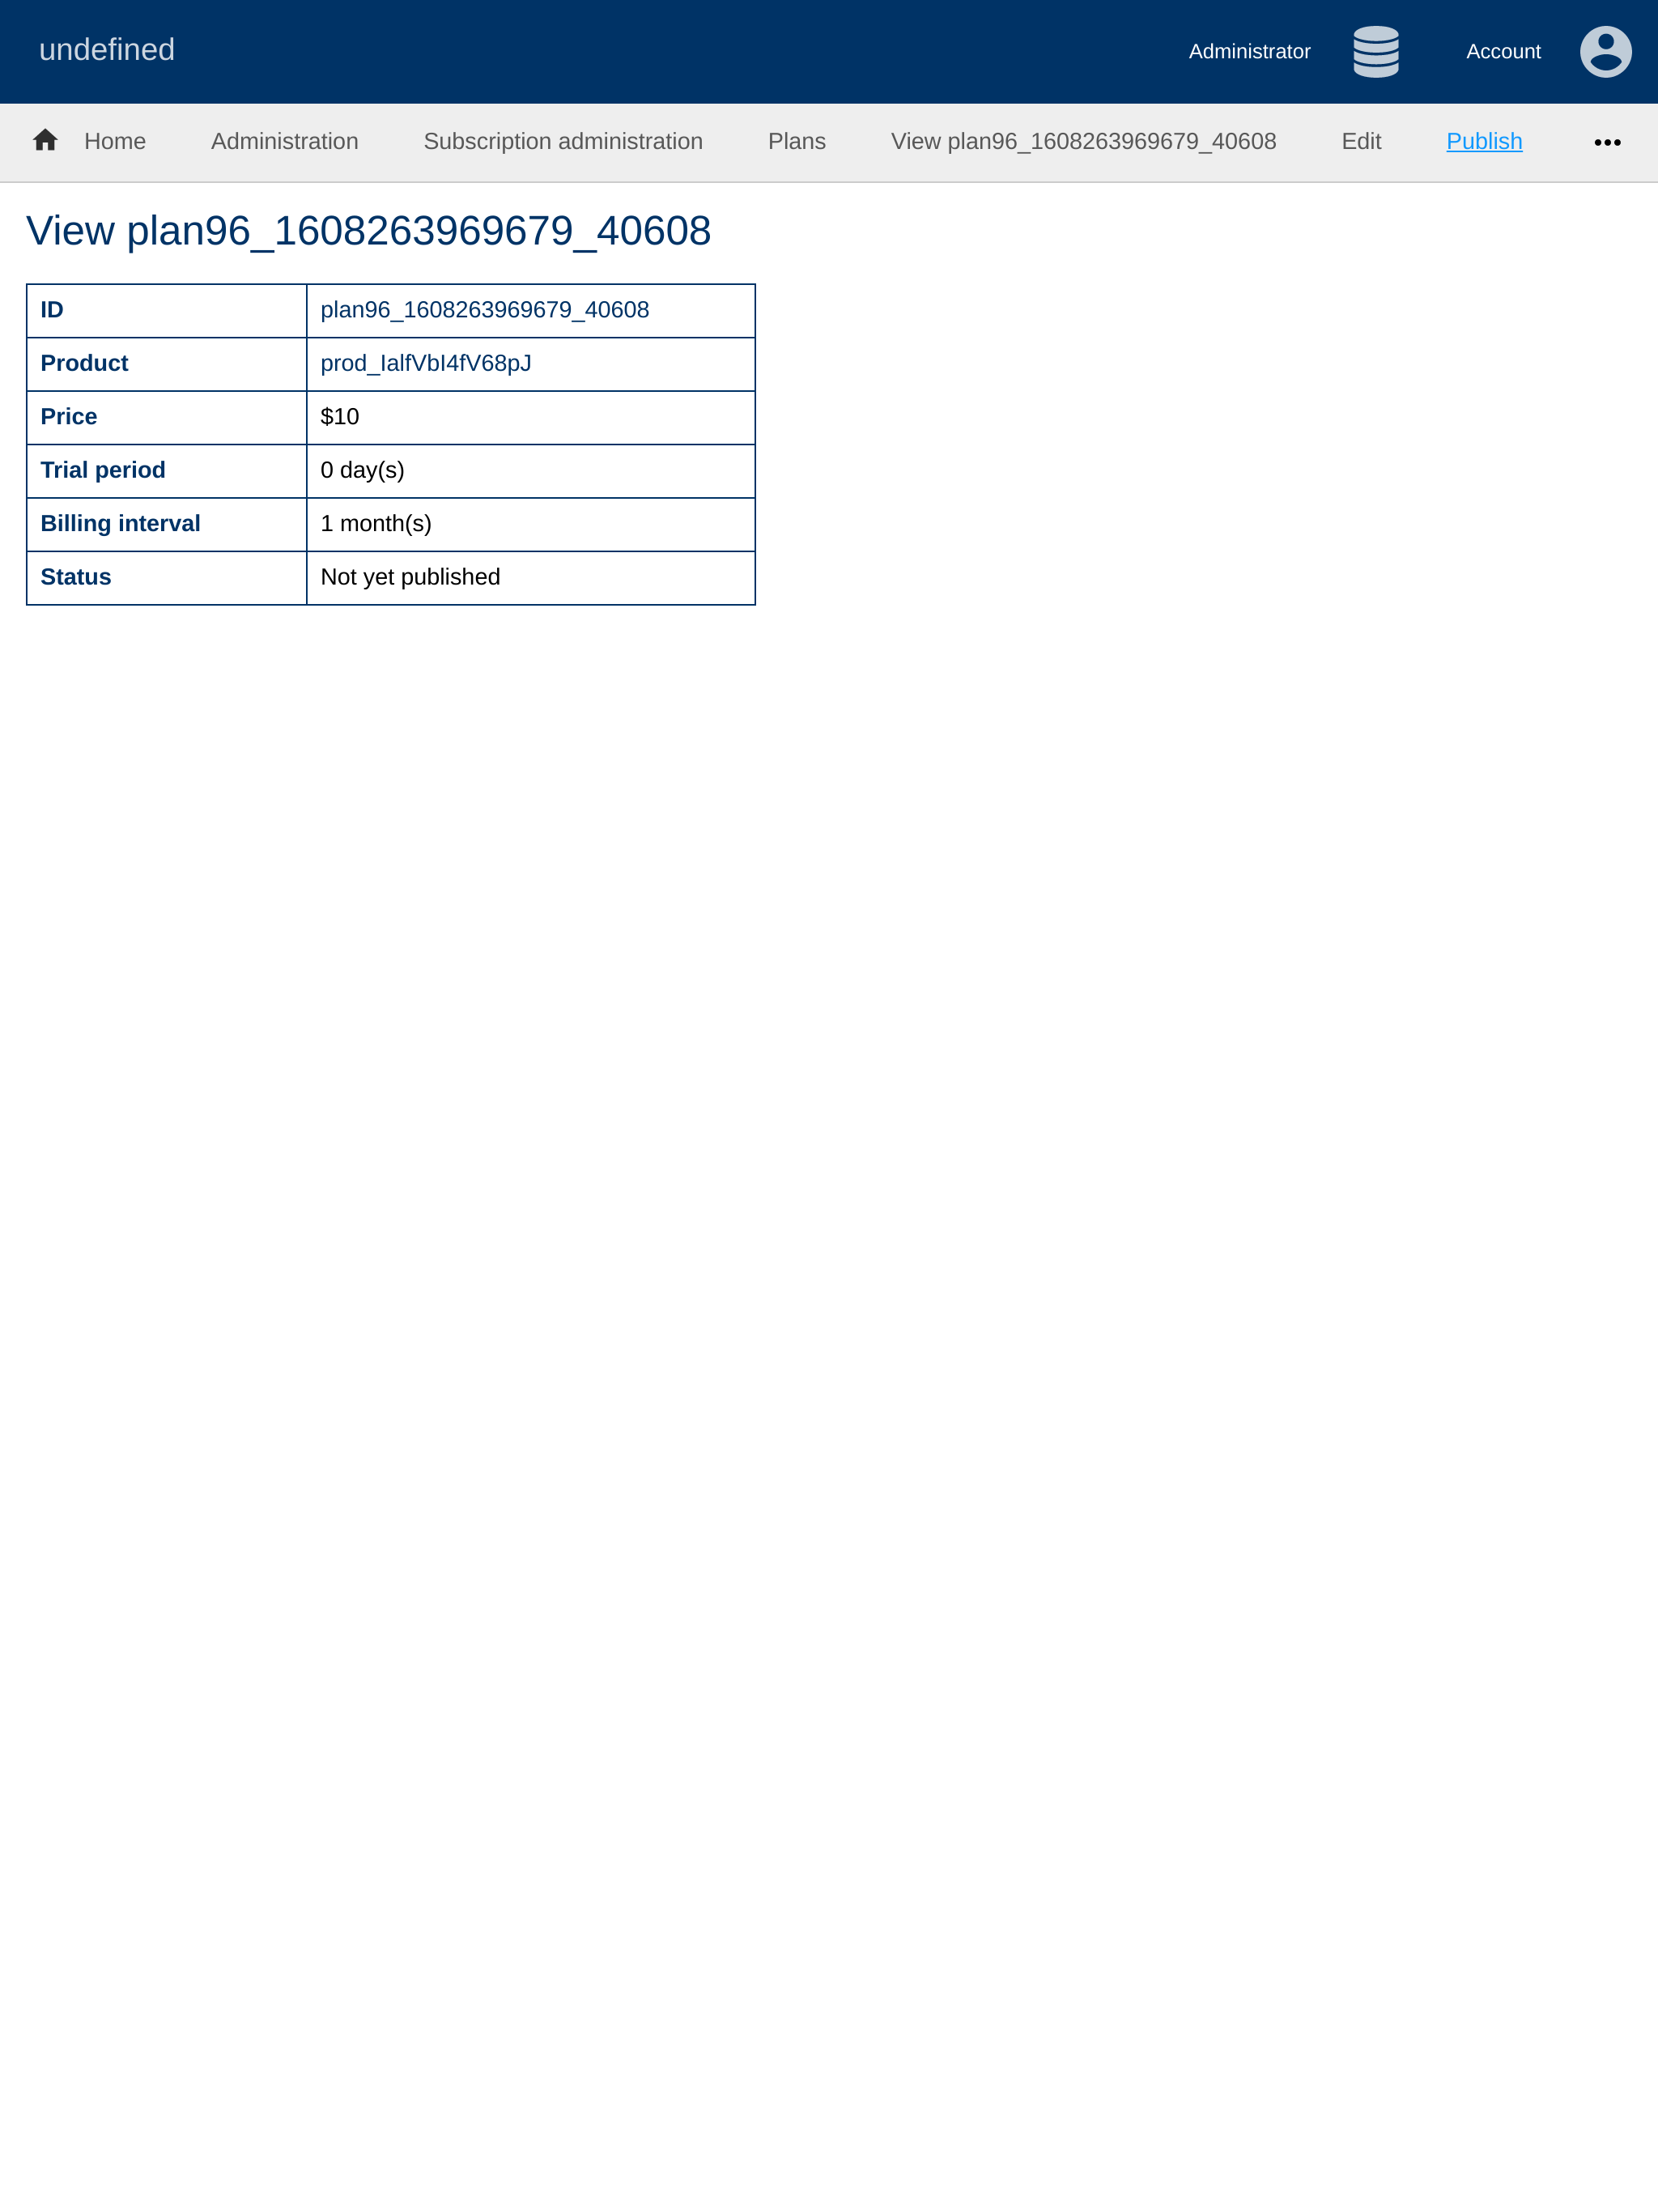 undefined
Administrator
Account
Home Administration Subscription administration Plans View plan96_1608263969679_40608 Edit Publish •••
View plan96_1608263969679_40608
ID plan96_1608263969679_40608
Product prod_IalfVbI4fV68pJ
Price $10
Trial period 0 day(s)
Billing interval 1 month(s)
Status Not yet published